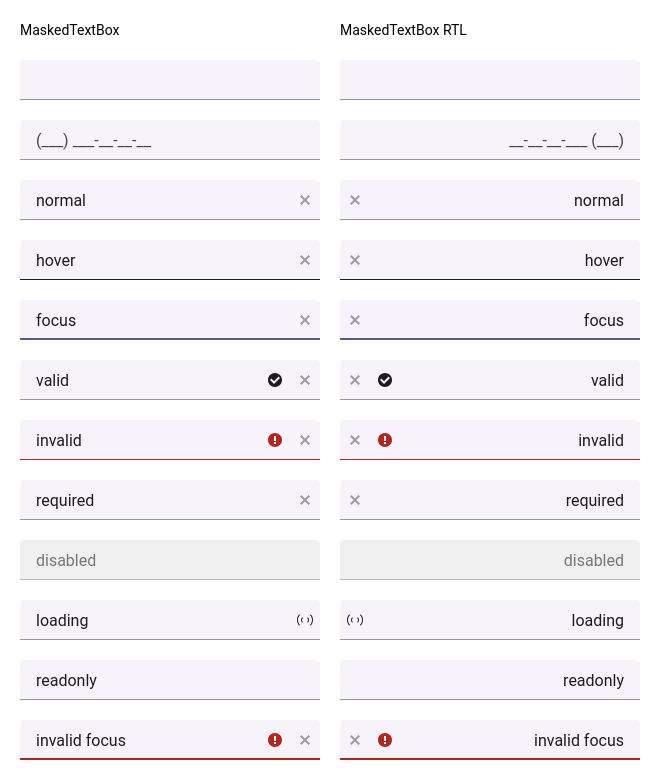 MaskedTextBox
MaskedTextBox RTL
(___) ___-__-__-__
__-__-__-___ (___)
normal
normal
hover
hover
focus
focus
valid
valid
invalid
invalid
required
required
disabled
disabled
loading
loading
readonly
readonly
invalid focus
invalid focus